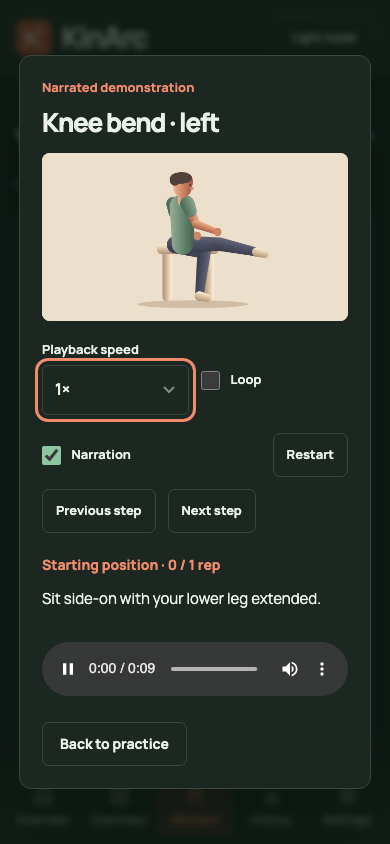 KinArc
Light mode
Narrated demonstration
Knee bend · left
Playback speed
1×
Loop
Narration
Restart
Previous step
Next step
Starting position · 0 / 1 rep
Sit side-on with your lower leg extended.
0:00 / 0:09
Back to practice